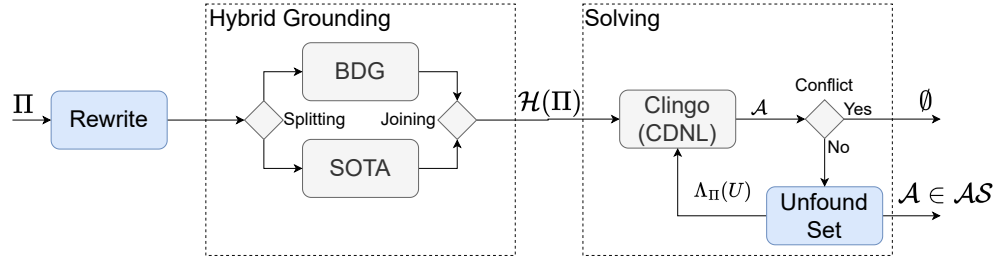 Hybrid Grounding
Solving
BDG
Conflict
Π
Rewrite
Splitting
Joining
ℋ(Π)
Clingo
(CDNL)
𝒜
Yes
∅
No
SOTA
Λ_Π(U)
Unfound
Set
𝒜 ∈ 𝒜𝒮